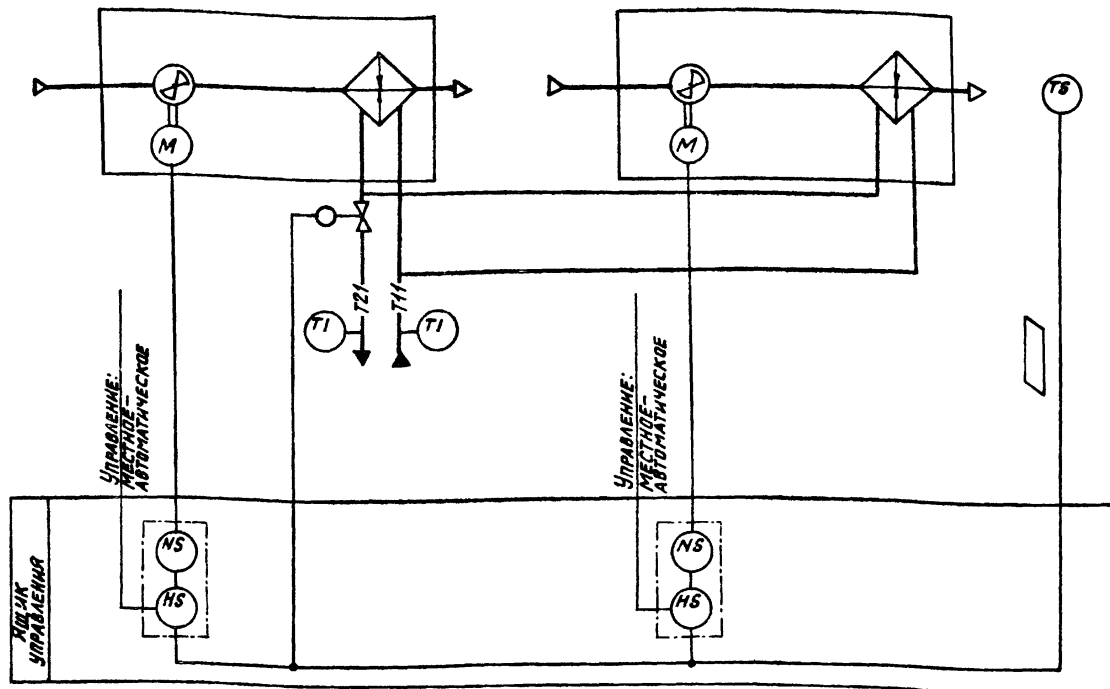 TS
M
M
T21
T11
TI
TI
УПРАВЛЕНИЕ:
МЕСТНОЕ-
АВТОМАТИЧЕСКОЕ
УПРАВЛЕНИЕ:
МЕСТНОЕ-
АВТОМАТИЧЕСКОЕ
ЯЩИК
УПРАВЛЕНИЯ
NS
NS
HS
HS